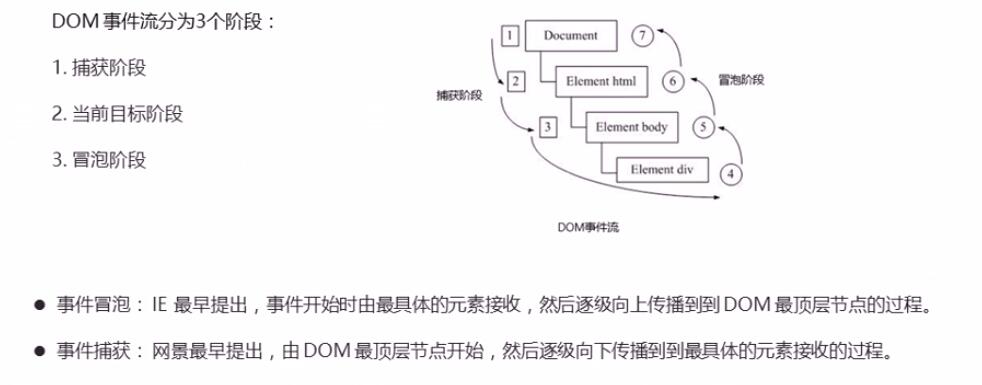 DOM 事件流分为3个阶段：
1. 捕获阶段
2. 当前目标阶段
3. 冒泡阶段
1 Document 7
2 Element html 6 冒泡阶段
捕获阶段
3 Element body 5
Element div 4
DOM事件流
● 事件冒泡： IE 最早提出，事件开始时由最具体的元素接收，然后逐级向上传播到到 DOM 最顶层节点的过程。
● 事件捕获： 网景最早提出，由 DOM 最顶层节点开始，然后逐级向下传播到到最具体的元素接收的过程。